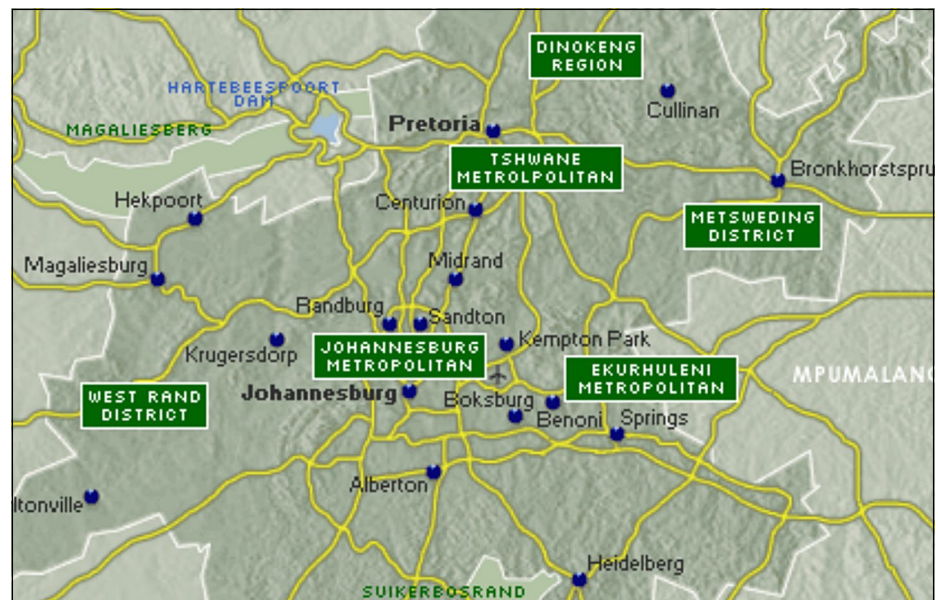 DINOKENG
REGION
HARTEBEESPOORT
DAM
Cullinan
MAGALIESBERG
Pretoria
TSHWANE
METROLPOLITAN
Bronkhorstspru
Hekpoort
Centurion
METSWEDING
DISTRICT
Magaliesburg
Midrand
Randburg
Sandton
Krugersdorp
Kempton Park
JOHANNESBURG
METROPOLITAN
EKURHULENI
METROPOLITAN
MPUMALANG
WEST RAND
DISTRICT
Johannesburg
Boksburg
Benoni
Springs
Alberton
ltonville
Heidelberg
SUIKERBOSRAND